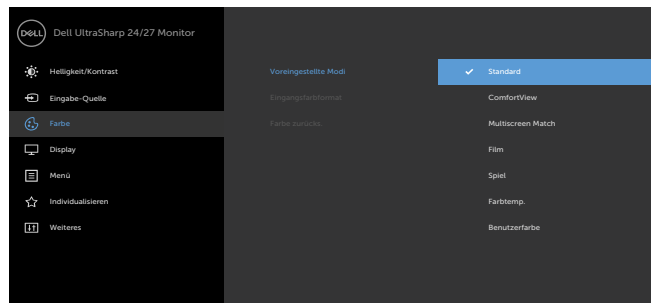 DELL Dell UltraSharp 24/27 Monitor
Helligkeit/Kontrast
Eingabe-Quelle
Farbe
Display
Menü
Individualisieren
Weiteres
Voreingestellte Modi
Eingangsfarbformat
Farbe zurücks.
Standard
ComfortView
Multiscreen Match
Film
Spiel
Farbtemp.
Benutzerfarbe